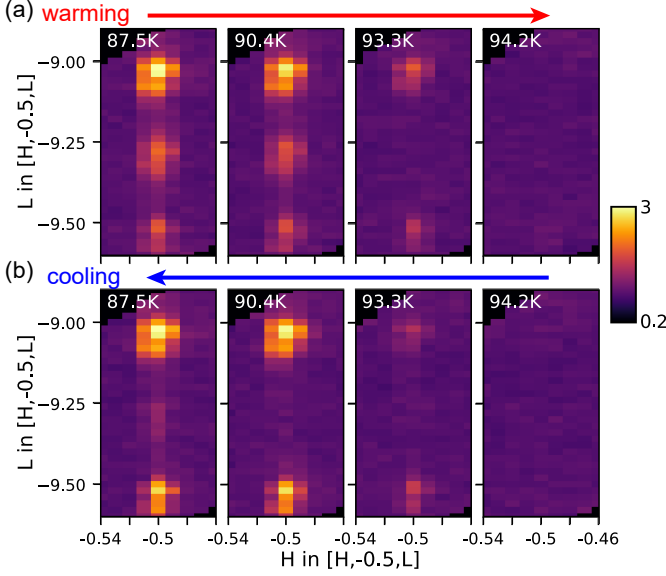 (a) warming
87.5K 90.4K 93.3K 94.2K
L in [H,-0.5,L]
-9.00
-9.25
-9.50
3
0.2
(b) cooling
87.5K 90.4K 93.3K 94.2K
L in [H,-0.5,L]
-9.00
-9.25
-9.50
-0.54 -0.5 -0.54 -0.5 -0.54 -0.5 -0.54 -0.5 -0.46
H in [H,-0.5,L]